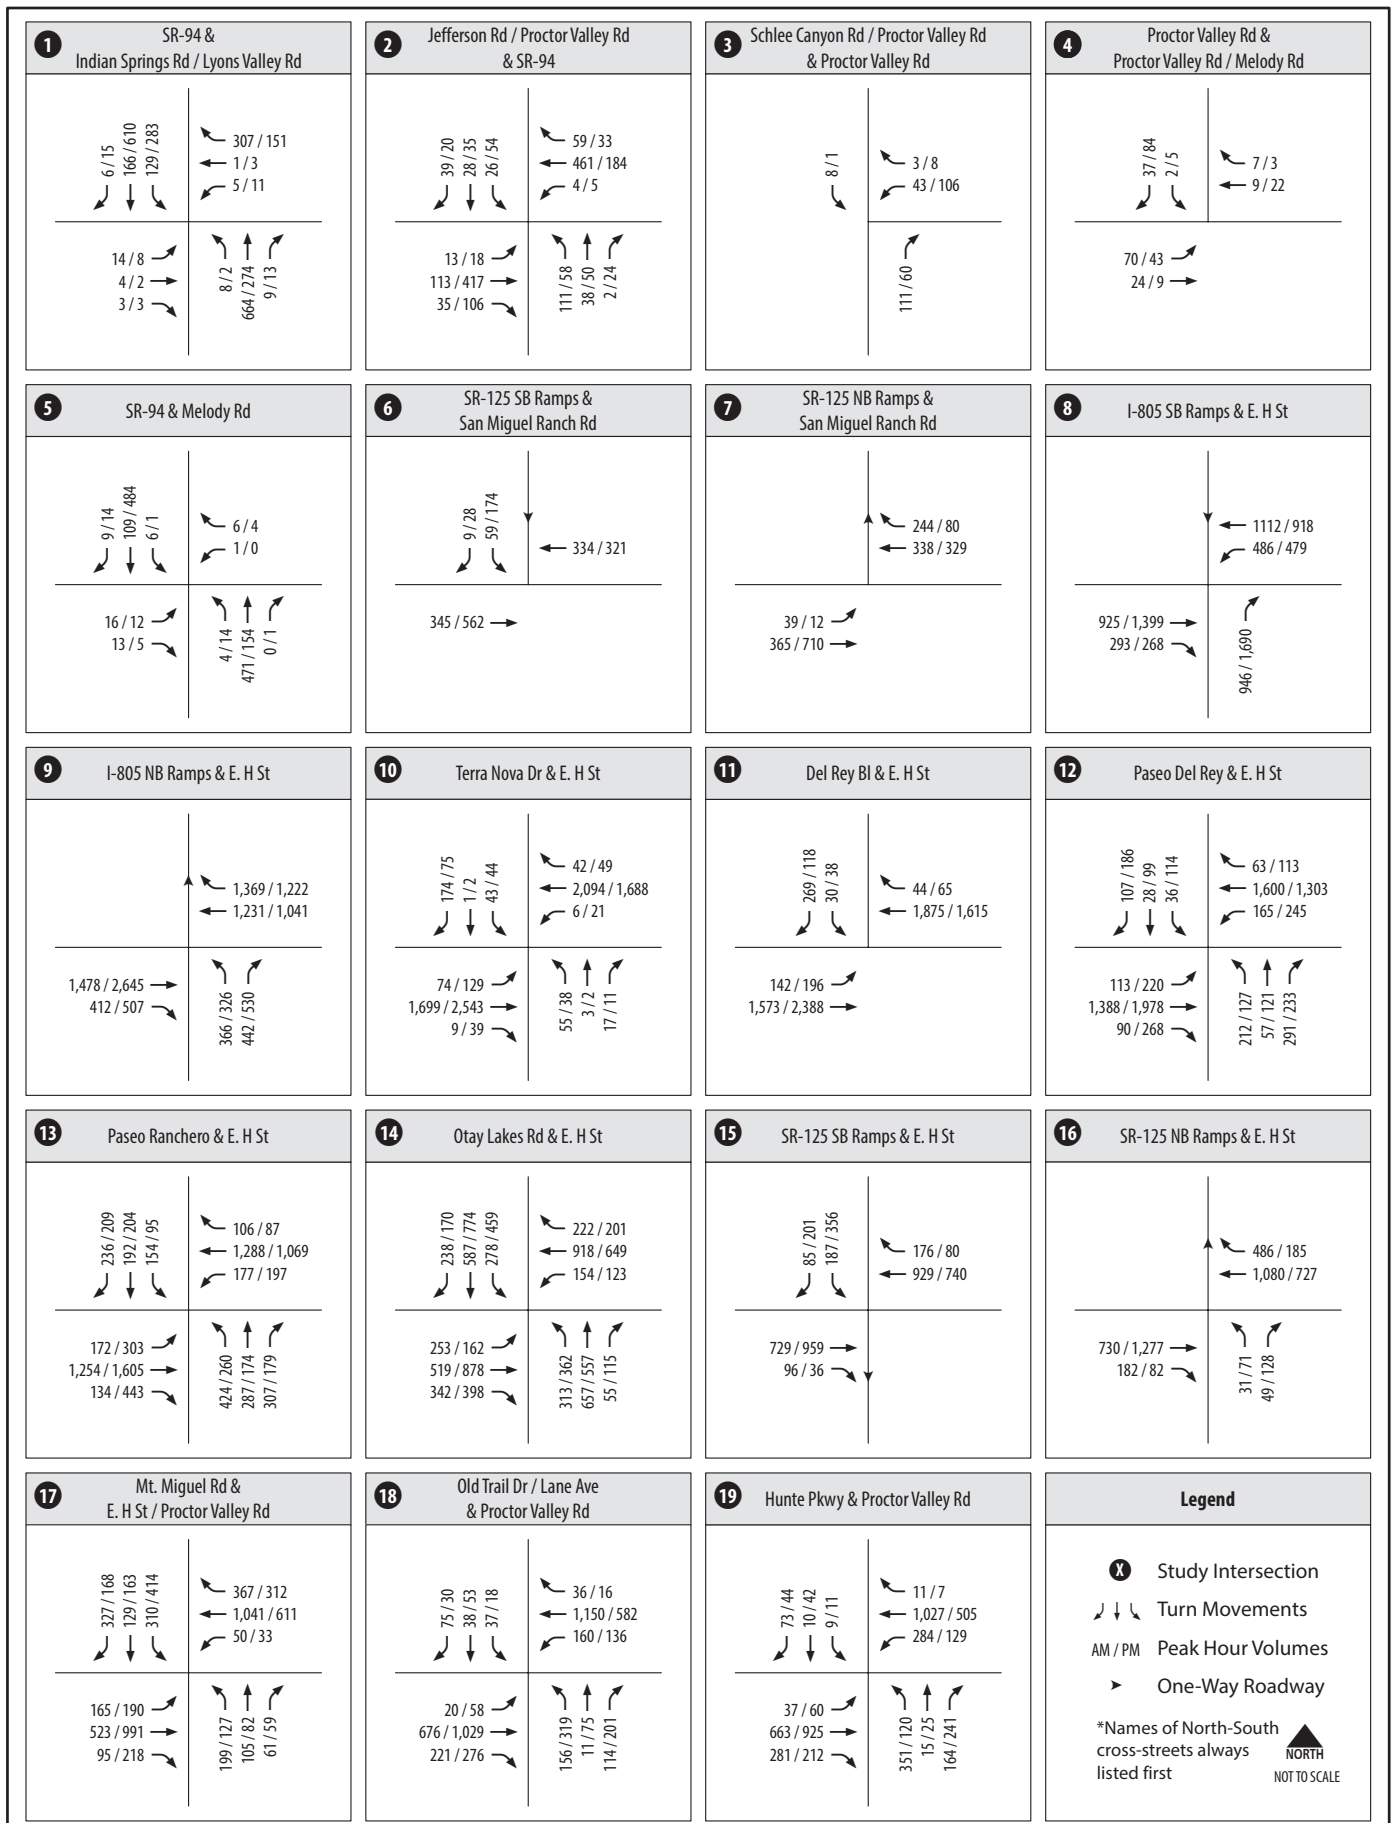 1
SR-94 &
Indian Springs Rd / Lyons Valley Rd
6 / 15
166 / 610
129 / 283
307 / 151
1 / 3
5 / 11
14 / 8
4 / 2
3 / 3
8 / 2
664 / 274
9 / 13
2
Jefferson Rd / Proctor Valley Rd
& SR-94
39 / 20
28 / 35
26 / 54
59 / 33
461 / 184
4 / 5
13 / 18
113 / 417
35 / 106
111 / 58
38 / 50
2 / 24
3
Schlee Canyon Rd / Proctor Valley Rd
& Proctor Valley Rd
8 / 1
3 / 8
43 / 106
111 / 60
4
Proctor Valley Rd &
Proctor Valley Rd / Melody Rd
37 / 84
2 / 5
7 / 3
9 / 22
70 / 43
24 / 9
5
SR-94 & Melody Rd
9 / 14
109 / 484
6 / 1
6 / 4
1 / 0
16 / 12
13 / 5
4 / 14
471 / 154
0 / 1
6
SR-125 SB Ramps &
San Miguel Ranch Rd
9 / 28
59 / 174
334 / 321
345 / 562
7
SR-125 NB Ramps &
San Miguel Ranch Rd
244 / 80
338 / 329
39 / 12
365 / 710
8
I-805 SB Ramps & E. H St
1112 / 918
486 / 479
925 / 1,399
293 / 268
946 / 1,690
9
I-805 NB Ramps & E. H St
1,369 / 1,222
1,231 / 1,041
1,478 / 2,645
412 / 507
366 / 326
442 / 530
10
Terra Nova Dr & E. H St
174 / 75
1 / 2
43 / 44
42 / 49
2,094 / 1,688
6 / 21
74 / 129
1,699 / 2,543
9 / 39
55 / 38
3 / 2
17 / 11
11
Del Rey Bl & E. H St
269 / 118
30 / 38
44 / 65
1,875 / 1,615
142 / 196
1,573 / 2,388
12
Paseo Del Rey & E. H St
107 / 186
28 / 99
36 / 114
63 / 113
1,600 / 1,303
165 / 245
113 / 220
1,388 / 1,978
90 / 268
212 / 127
57 / 121
291 / 233
13
Paseo Ranchero & E. H St
236 / 209
192 / 204
154 / 95
106 / 87
1,288 / 1,069
177 / 197
172 / 303
1,254 / 1,605
134 / 443
424 / 260
287 / 174
307 / 179
14
Otay Lakes Rd & E. H St
238 / 170
587 / 774
278 / 459
222 / 201
918 / 649
154 / 123
253 / 162
519 / 878
342 / 398
313 / 362
657 / 557
55 / 115
15
SR-125 SB Ramps & E. H St
85 / 201
187 / 356
176 / 80
929 / 740
729 / 959
96 / 36
16
SR-125 NB Ramps & E. H St
486 / 185
1,080 / 727
730 / 1,277
182 / 82
31 / 71
49 / 128
17
Mt. Miguel Rd &
E. H St / Proctor Valley Rd
327 / 168
129 / 163
310 / 414
367 / 312
1,041 / 611
50 / 33
165 / 190
523 / 991
95 / 218
199 / 127
105 / 82
61 / 59
18
Old Trail Dr / Lane Ave
& Proctor Valley Rd
75 / 30
38 / 53
37 / 18
36 / 16
1,150 / 582
160 / 136
20 / 58
676 / 1,029
221 / 276
156 / 319
11 / 75
114 / 201
19
Hunte Pkwy & Proctor Valley Rd
73 / 44
10 / 42
9 / 11
11 / 7
1,027 / 505
284 / 129
37 / 60
663 / 925
281 / 212
351 / 120
15 / 25
164 / 241
Legend
X Study Intersection
Turn Movements
AM / PM Peak Hour Volumes
One-Way Roadway
*Names of North-South
cross-streets always
listed first
NORTH
NOT TO SCALE